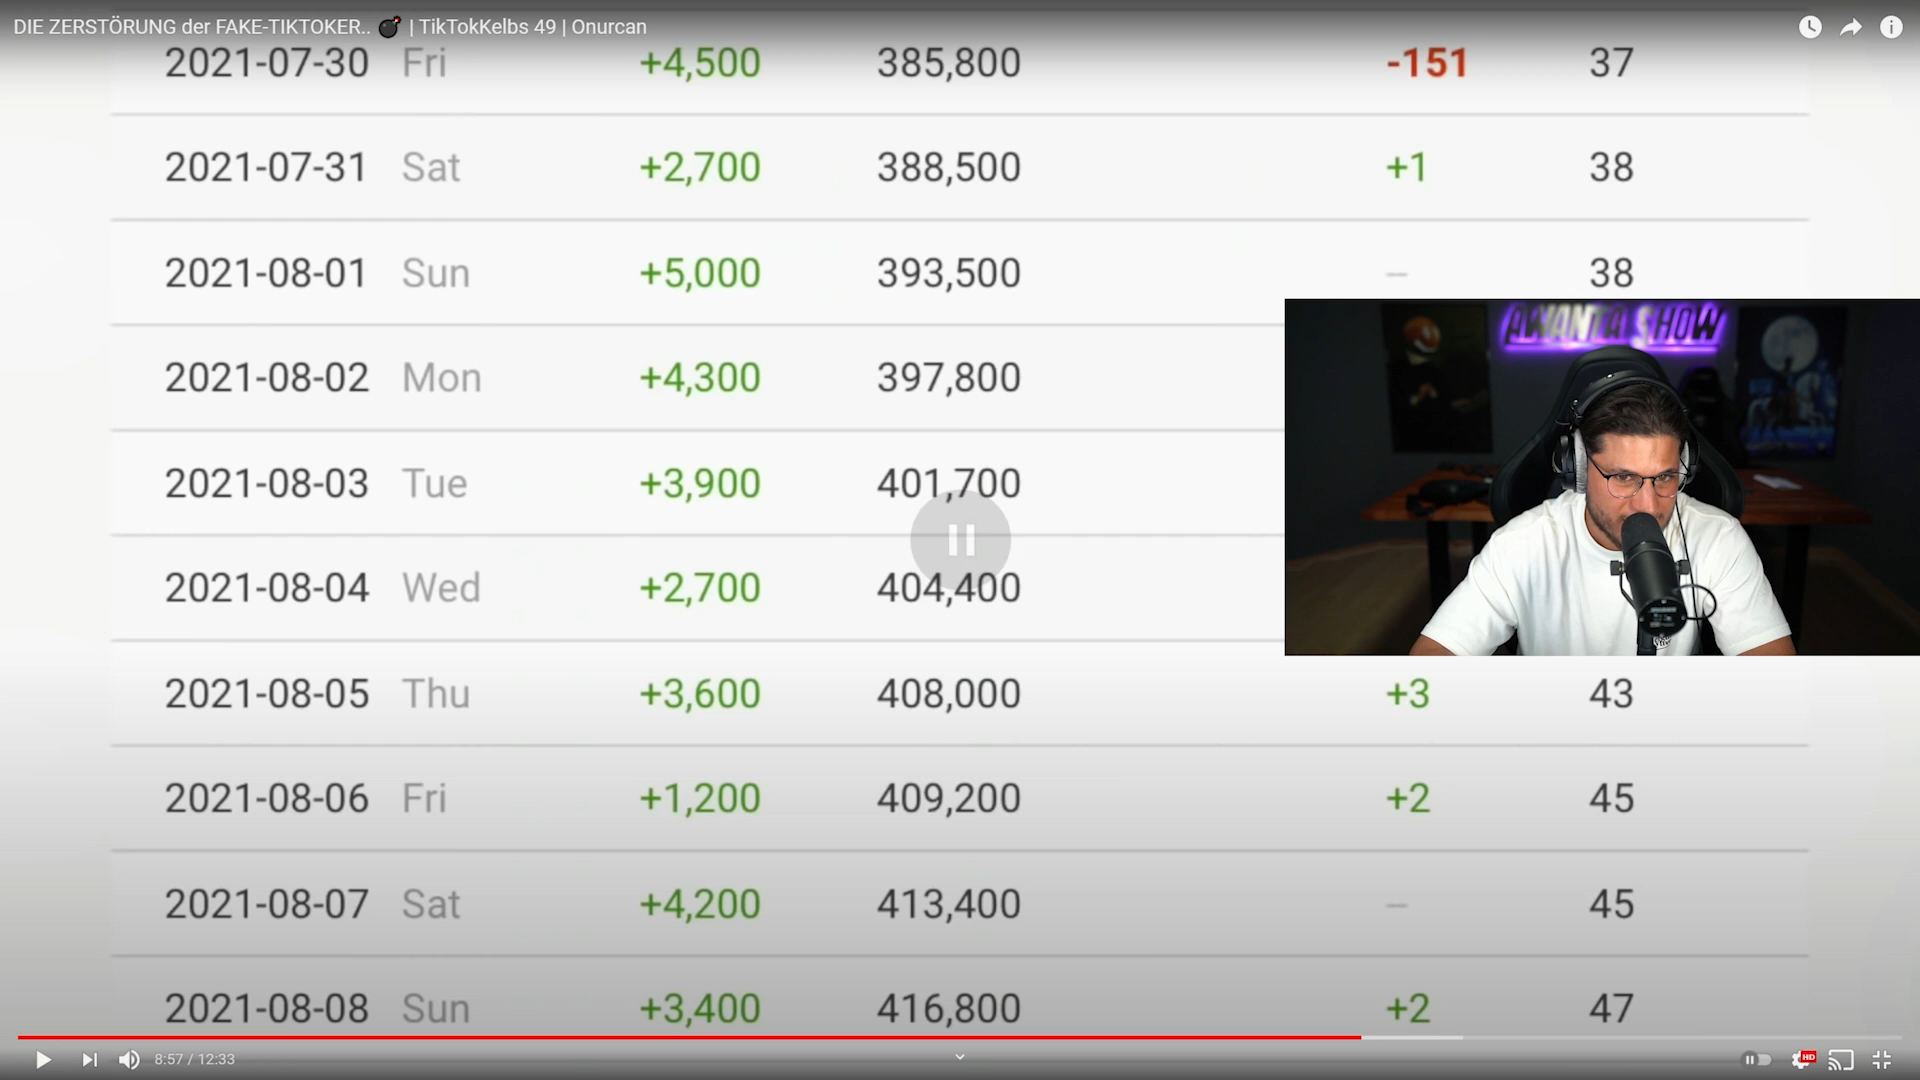 DIE ZERSTÖRUNG der FAKE-TIKTOKER.. 💣 | TikTokKelbs 49 | Onurcan
2021-07-30 Fri +4,500 385,800 -151 37
2021-07-31 Sat +2,700 388,500 +1 38
2021-08-01 Sun +5,000 393,500 -- 38
AWANTA SHOW
2021-08-02 Mon +4,300 397,800
2021-08-03 Tue +3,900 401,700
2021-08-04 Wed +2,700 404,400
2021-08-05 Thu +3,600 408,000 +3 43
2021-08-06 Fri +1,200 409,200 +2 45
2021-08-07 Sat +4,200 413,400 -- 45
2021-08-08 Sun +3,400 416,800 +2 47
8:57 / 12:33
HD